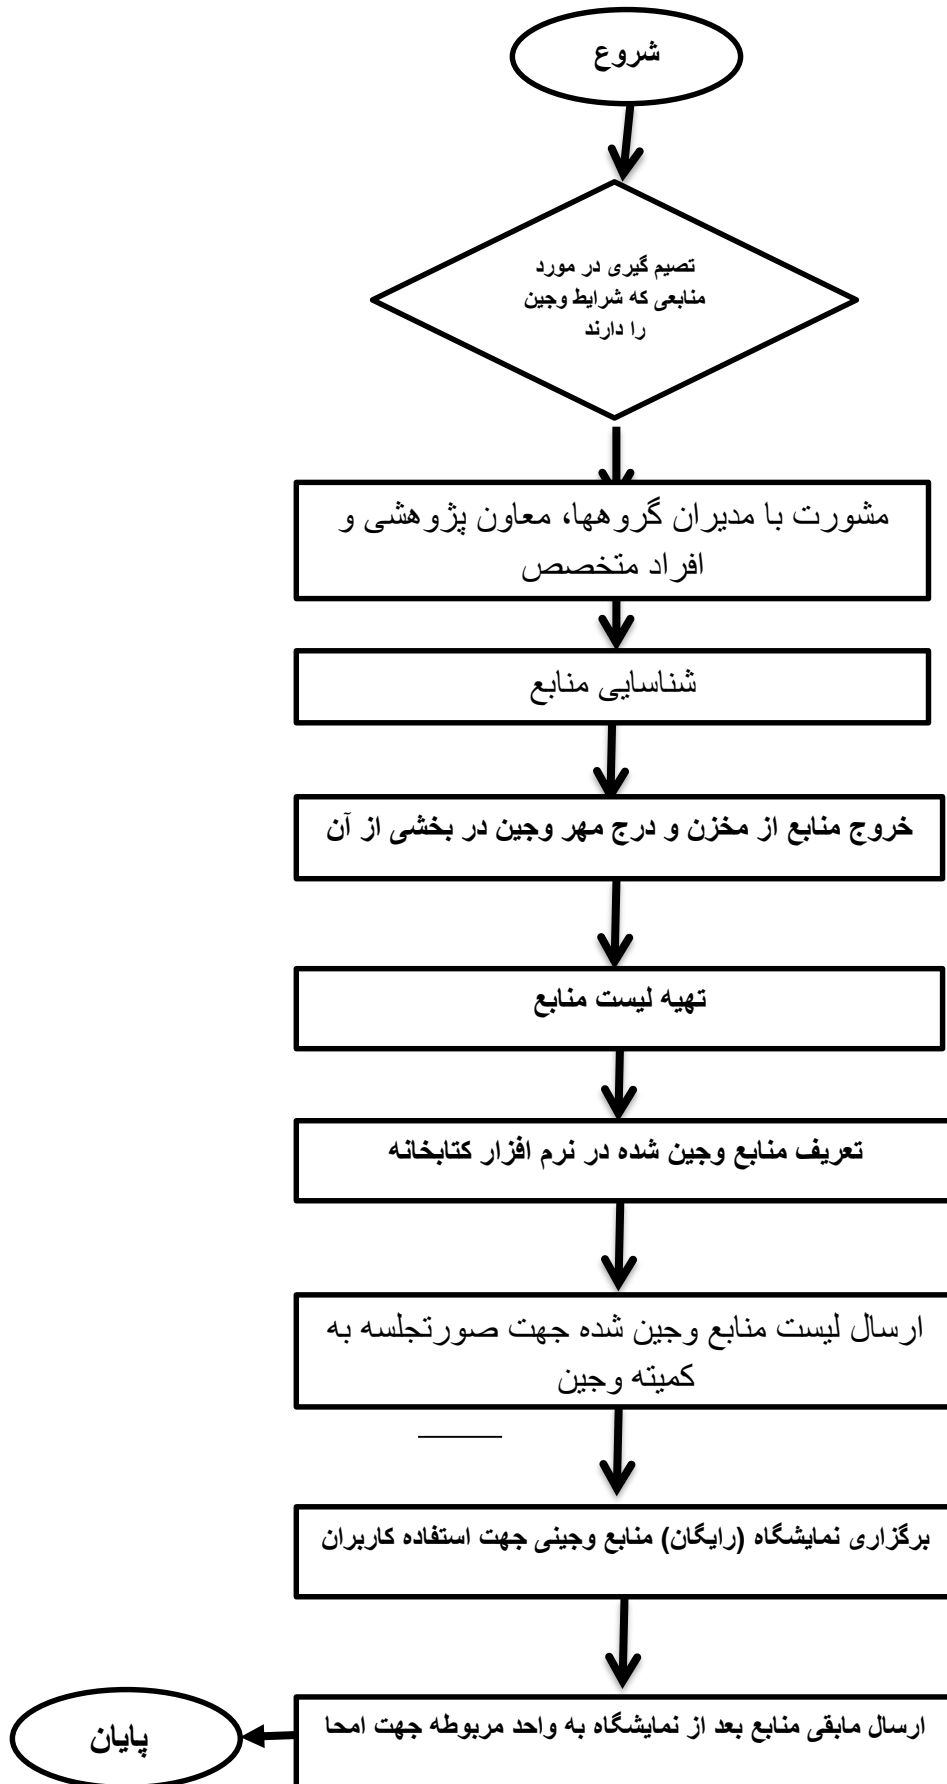 شروع
تصیم گیری در مورد
منابعی که شرایط وجین
را دارند
مشورت با مدیران گروهها، معاون پژوهشی و
افراد متخصص
شناسایی منابع
خروج منابع از مخزن و درج مهر وجین در بخشی از آن
تهیه لیست منابع
تعریف منابع وجین شده در نرم افزار کتابخانه
ارسال لیست منابع وجین شده جهت صورتجلسه به
کمیته وجین
برگزاری نمایشگاه (رایگان) منابع وجینی جهت استفاده کاربران
ارسال مابقی منابع بعد از نمایشگاه به واحد مربوطه جهت امحا
پایان